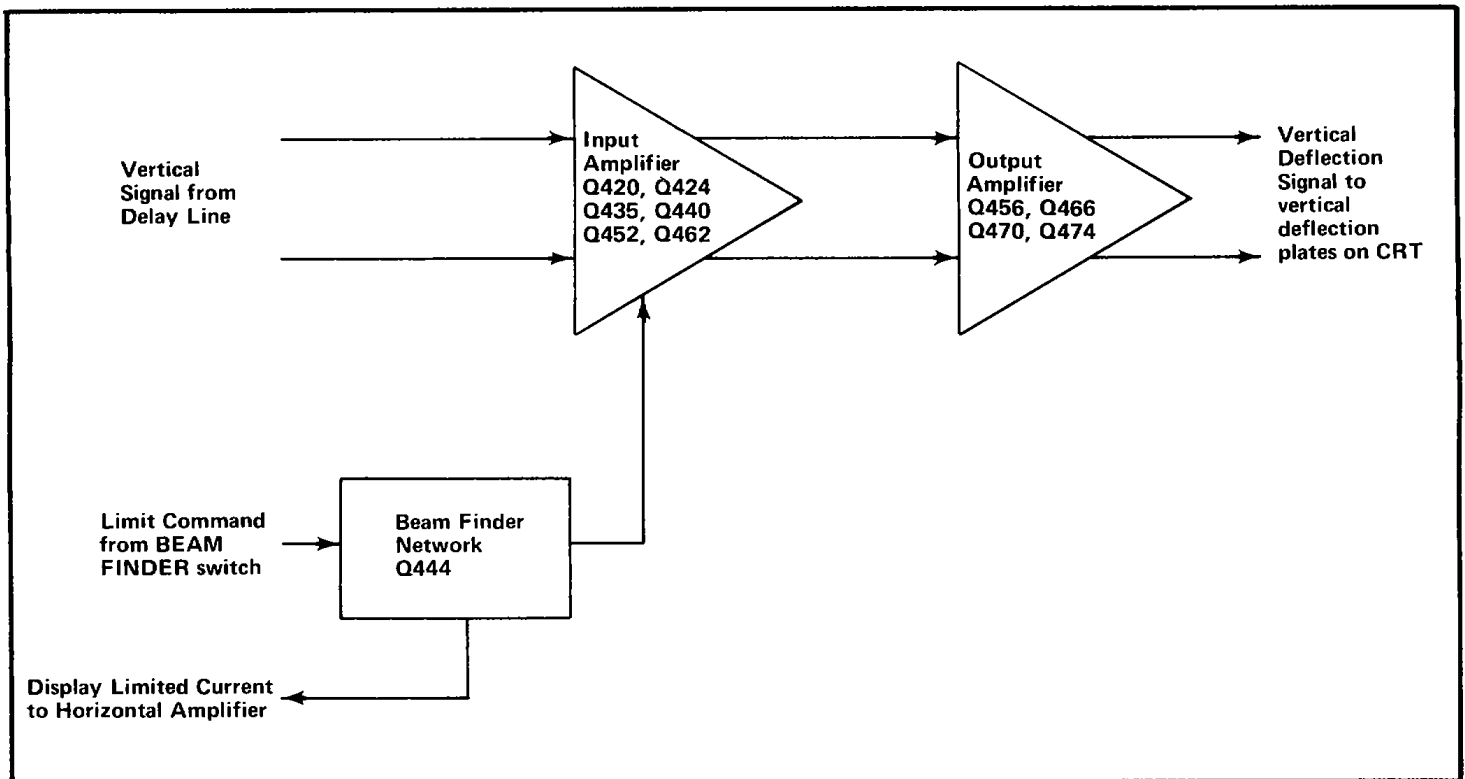 Vertical
Signal from
Delay Line
Input
Amplifier
Q420, Q424
Q435, Q440
Q452, Q462
Output
Amplifier
Q456, Q466
Q470, Q474
Vertical
Deflection
Signal to
vertical
deflection
plates on CRT
Limit Command
from BEAM
FINDER switch
Beam Finder
Network
Q444
Display Limited Current
to Horizontal Amplifier